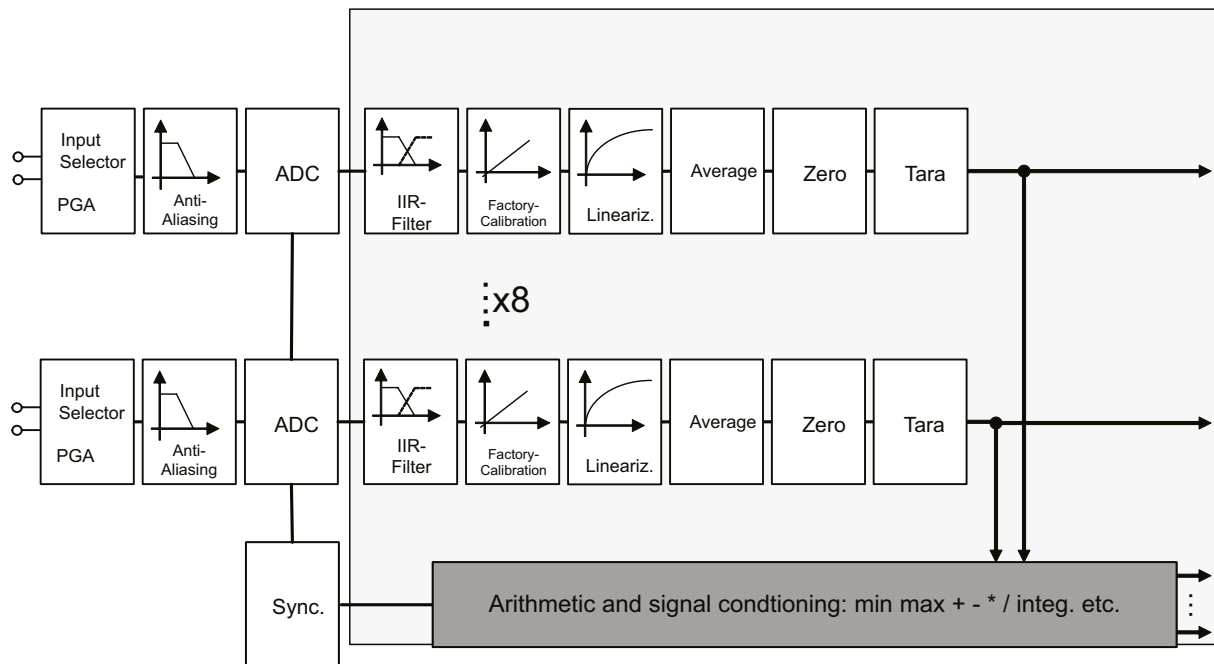 Input
Selector
PGA
Anti-
Aliasing
ADC
IIR-
Filter
Factory-
Calibration
Lineariz.
Average
Zero
Tara
x8
Input
Selector
PGA
Anti-
Aliasing
ADC
IIR-
Filter
Factory-
Calibration
Lineariz.
Average
Zero
Tara
Sync.
Arithmetic and signal condtioning: min max + - * / integ. etc.